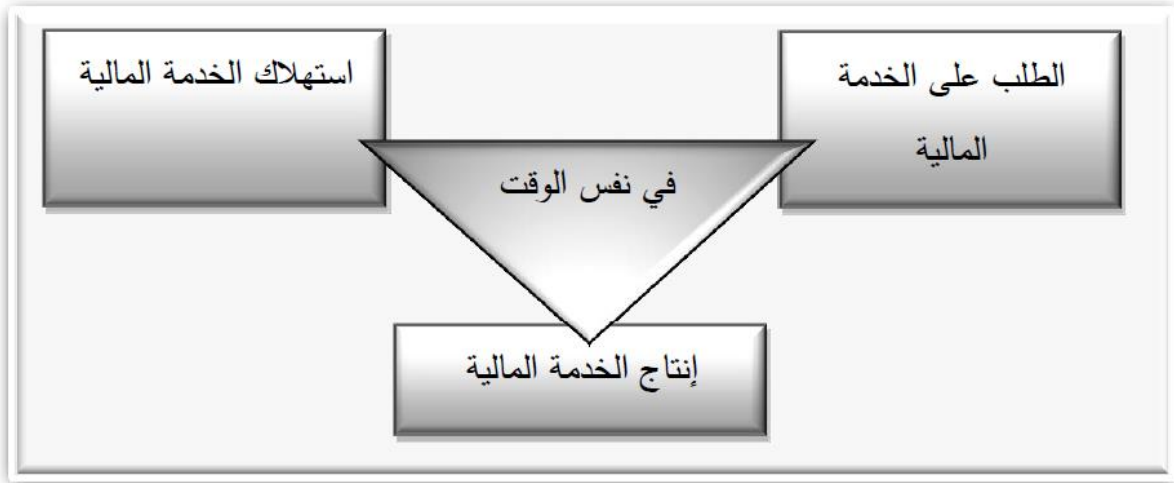 الطلب على الخدمة
المالية
استهلاك الخدمة المالية
في نفس الوقت
إنتاج الخدمة المالية